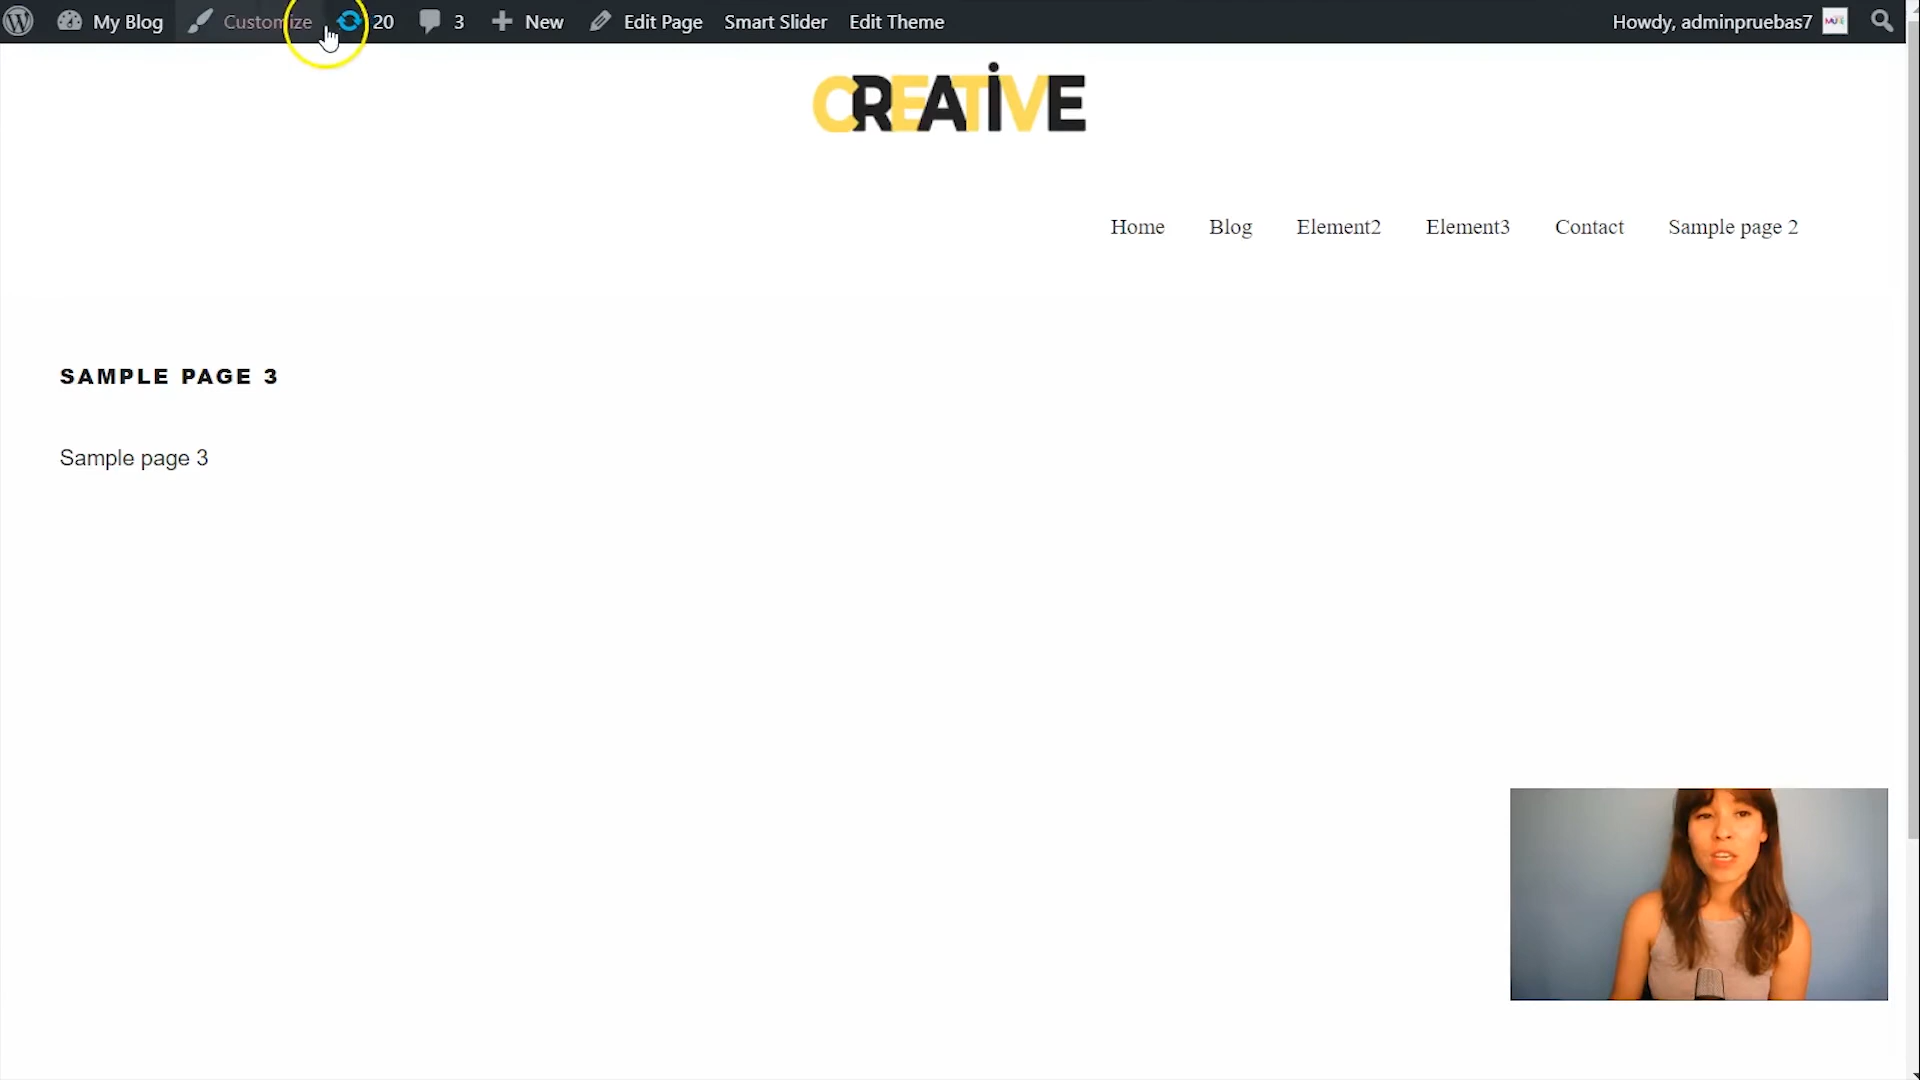 My Blog Customize 20 3 New Edit Page Smart Slider Edit Theme Howdy, adminpruebas7
CREATIVE
Home Blog Element2 Element3 Contact Sample page 2
SAMPLE PAGE 3
Sample page 3